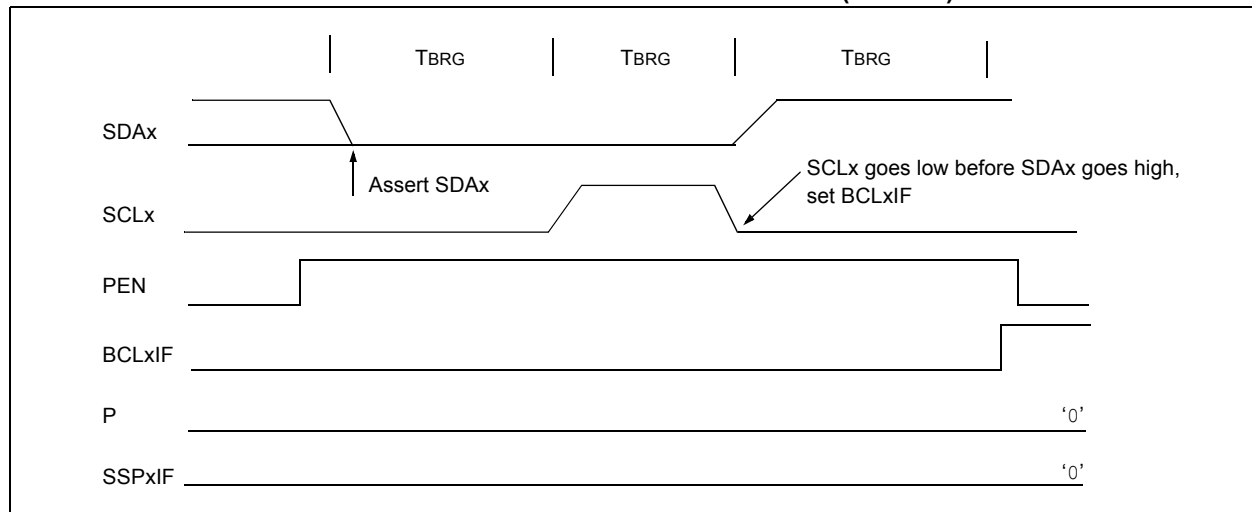 TBRG TBRG TBRG
SDAx
Assert SDAx
SCLx goes low before SDAx goes high,
set BCLxIF
SCLx
PEN
BCLxIF
P '0'
SSPxIF '0'